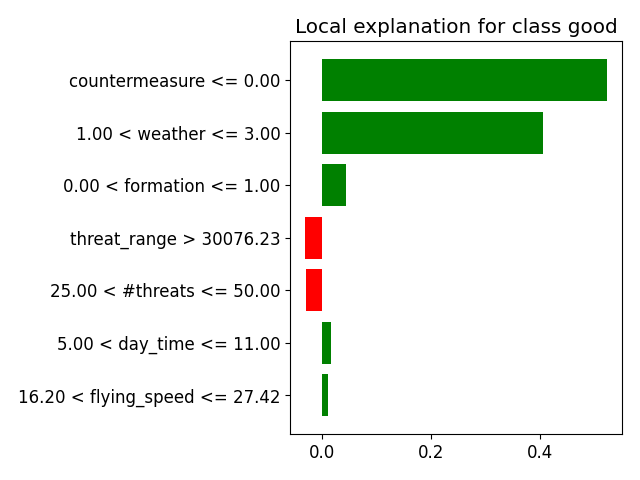 Local explanation for class good
countermeasure <= 0.00
1.00 < weather <= 3.00
0.00 < formation <= 1.00
threat_range > 30076.23
25.00 < #threats <= 50.00
5.00 < day_time <= 11.00
16.20 < flying_speed <= 27.42
0.0 0.2 0.4